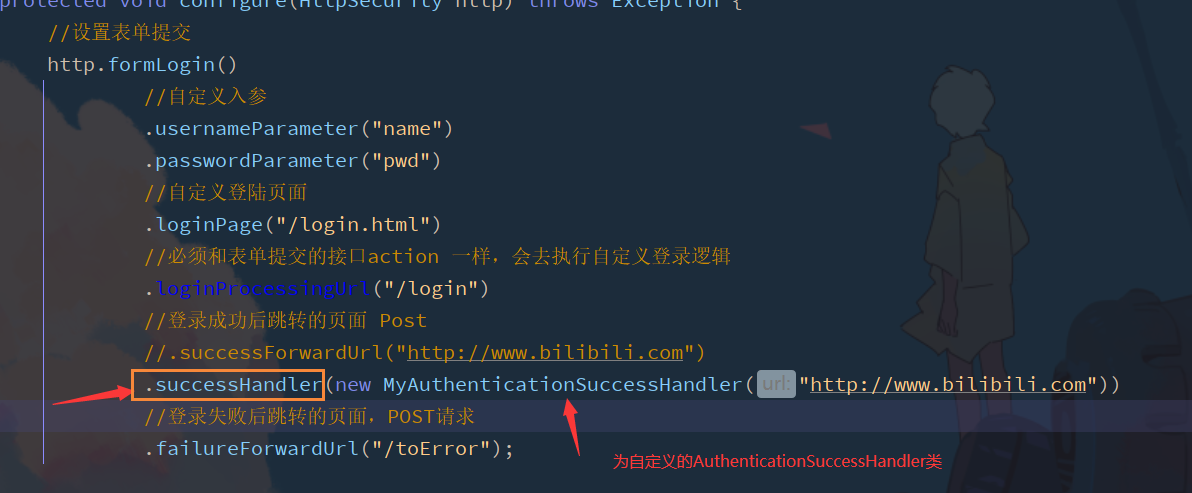 protected void configure(HttpSecurity http) throws Exception {
//设置表单提交
http.formLogin()
//自定义入参
.usernameParameter("name")
.passwordParameter("pwd")
//自定义登陆页面
.loginPage("/login.html")
//必须和表单提交的接口action 一样，会去执行自定义登录逻辑
.loginProcessingUrl("/login")
//登录成功后跳转的页面 Post
//.successForwardUrl("http://www.bilibili.com")
.successHandler(new MyAuthenticationSuccessHandler( url: "http://www.bilibili.com"))
//登录失败后跳转的页面，POST请求
.failureForwardUrl("/toError");
为自定义的AuthenticationSuccessHandler类